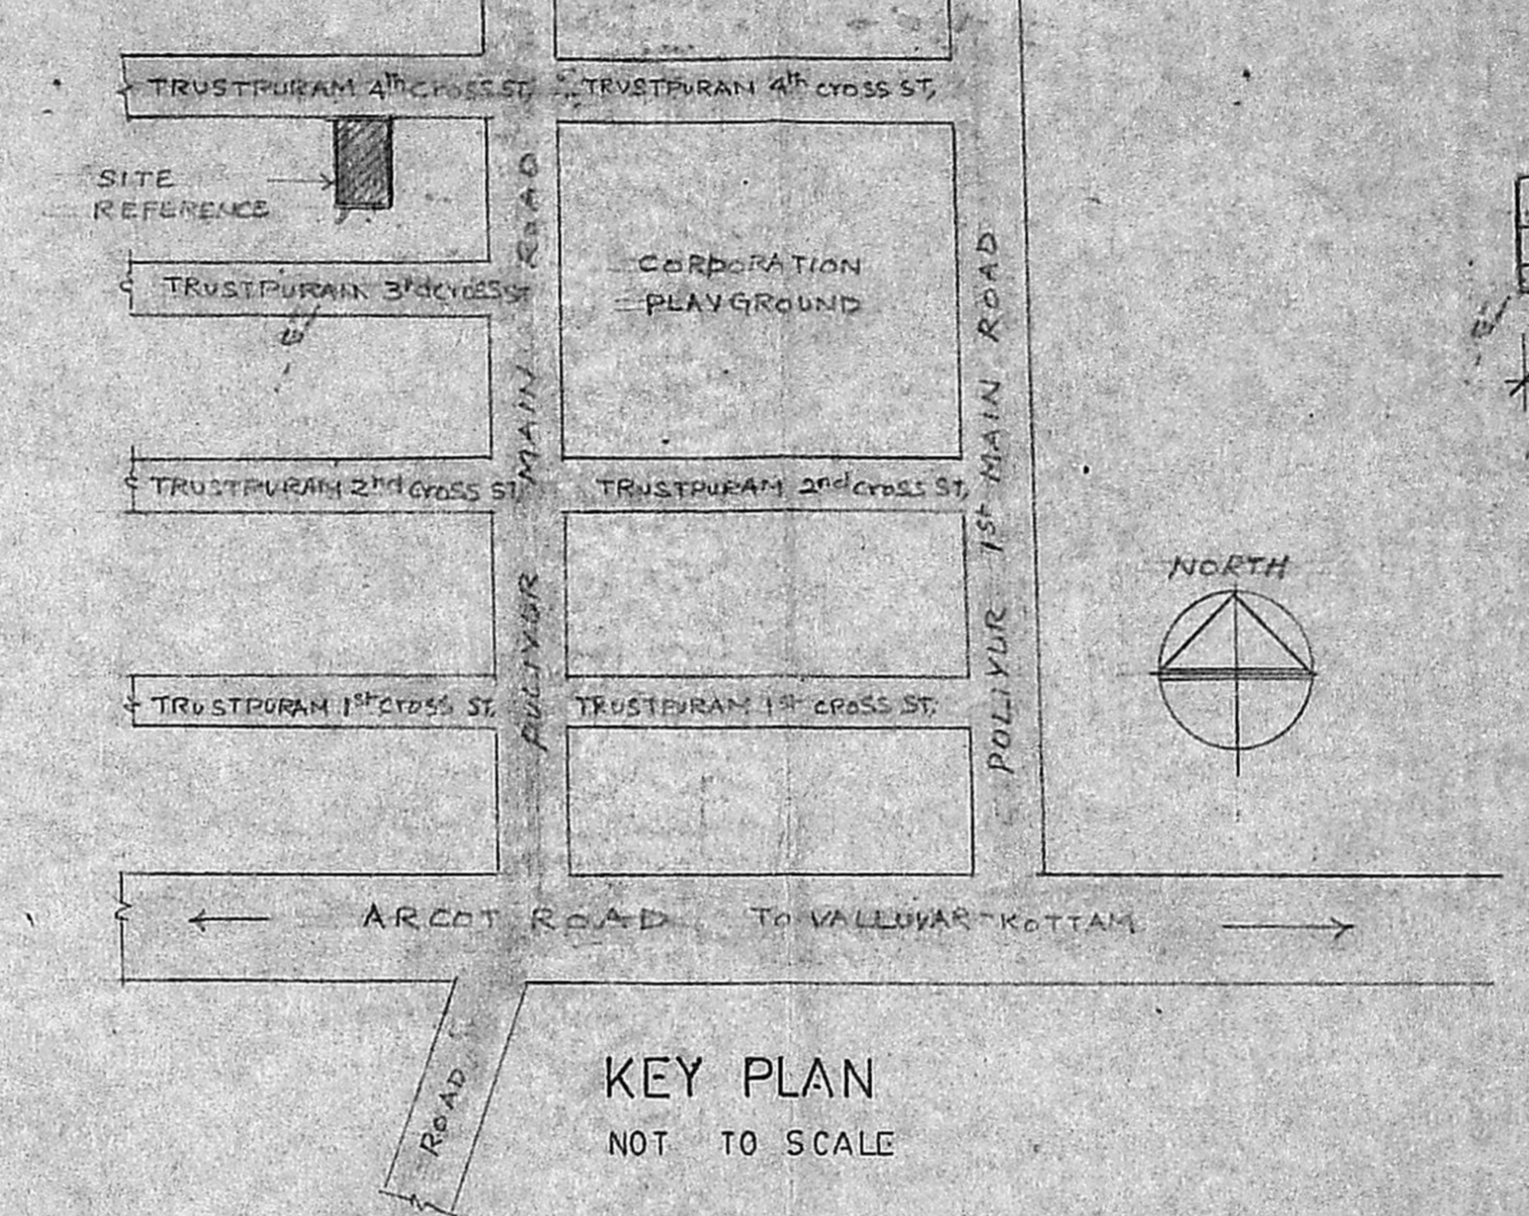 TRUSTPURAM 4th CROSS ST,
TRUSTPURAM 4th CROSS ST,
SITE
REFERENCE
TRUSTPURAM 3rd CROSS ST
CORPORATION
PLAYGROUND
PULIYUR MAIN ROAD
POLIYUR 1st MAIN ROAD
TRUSTPURAM 2nd CROSS ST,
TRUSTPURAM 2nd CROSS ST,
NORTH
TRUSTPURAM 1st CROSS ST,
TRUSTPURAM 1st CROSS ST,
ARCOT ROAD TO VALLUVAR-KOTTAM
ROAD
KEY PLAN
NOT TO SCALE